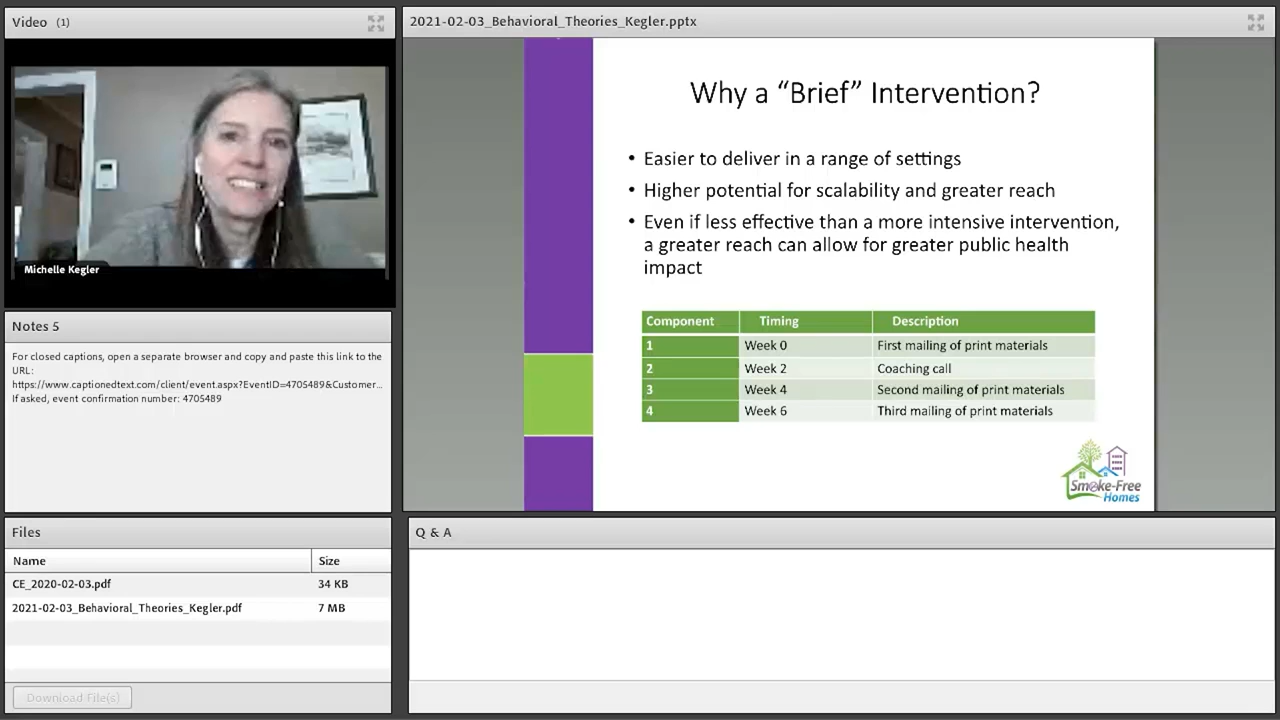 Video (1)
Michelle Kegler
Notes 5
For closed captions, open a separate browser and copy and paste this link to the
URL:
https://www.captionedtext.com/client/event.aspx?EventID=4705489&Customer...
If asked, event confirmation number: 4705489
Files
Name Size
CE_2020-02-03.pdf 34 KB
2021-02-03_Behavioral_Theories_Kegler.pdf 7 MB
Download File(s)
2021-02-03_Behavioral_Theories_Kegler.pptx
Why a “Brief” Intervention?
• Easier to deliver in a range of settings
• Higher potential for scalability and greater reach
• Even if less effective than a more intensive intervention,
a greater reach can allow for greater public health
impact
Component Timing Description
1 Week 0 First mailing of print materials
2 Week 2 Coaching call
3 Week 4 Second mailing of print materials
4 Week 6 Third mailing of print materials
Smoke-Free
Homes
Q & A